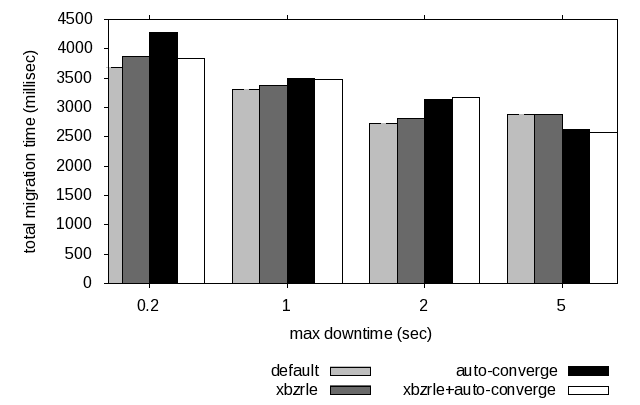 4500
4000
3500
3000
2500
2000
1500
1000
500
0
total migration time (millisec)
0.2 1 2 5
max downtime (sec)
default auto-converge
xbzrle xbzrle+auto-converge